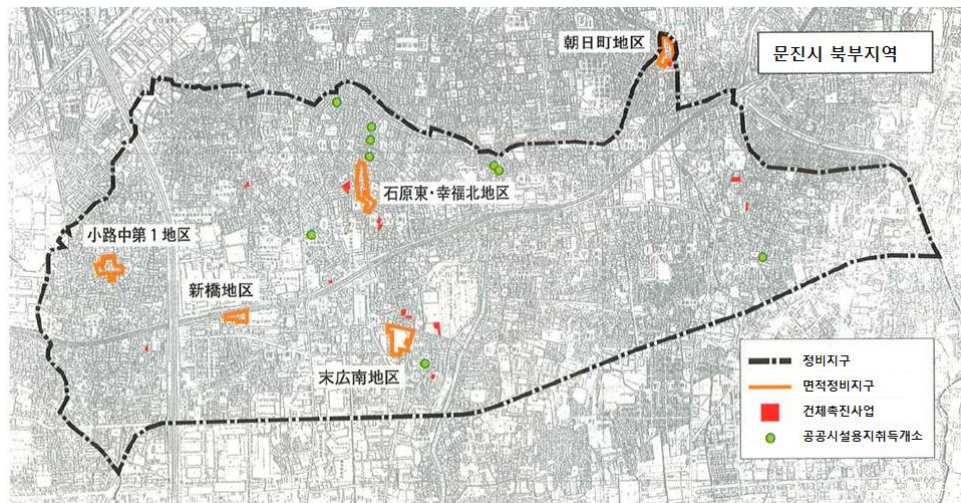 朝日町地区
문진시 북부지역
石原東・幸福北地区
小路中第1地区
新橋地区
末広南地区
정비지구
면적정비지구
건체촉진사업
공공시설용지취득개소